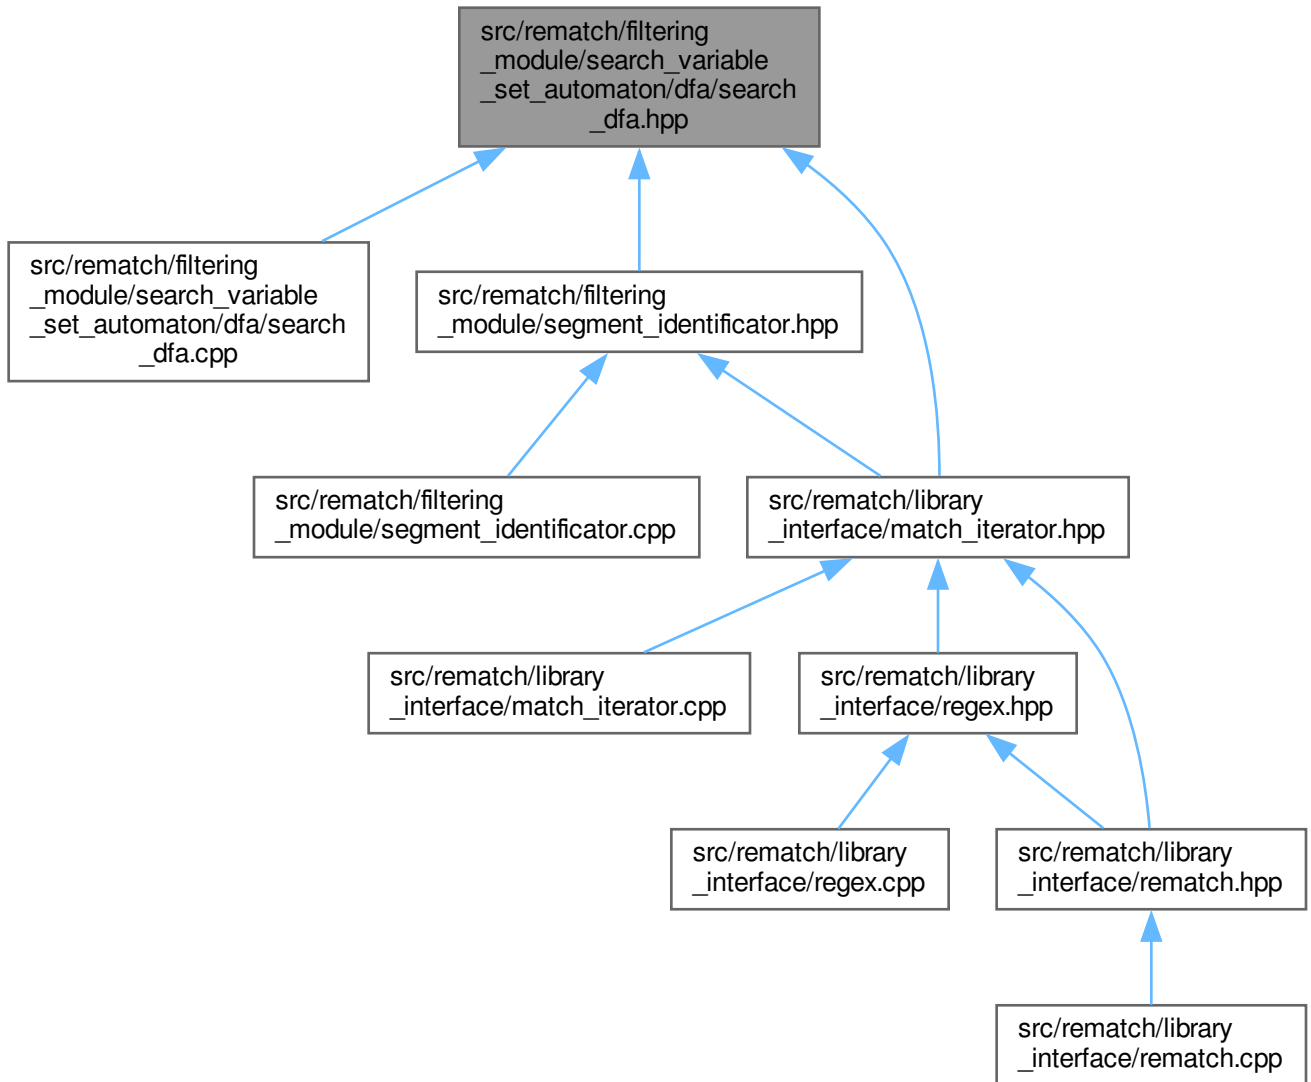 src/rematch/filtering
_module/search_variable
_set_automaton/dfa/search
_dfa.hpp
src/rematch/filtering
_module/search_variable
_set_automaton/dfa/search
_dfa.cpp
src/rematch/filtering
_module/segment_identificator.hpp
src/rematch/filtering
_module/segment_identificator.cpp
src/rematch/library
_interface/match_iterator.hpp
src/rematch/library
_interface/match_iterator.cpp
src/rematch/library
_interface/regex.hpp
src/rematch/library
_interface/regex.cpp
src/rematch/library
_interface/rematch.hpp
src/rematch/library
_interface/rematch.cpp